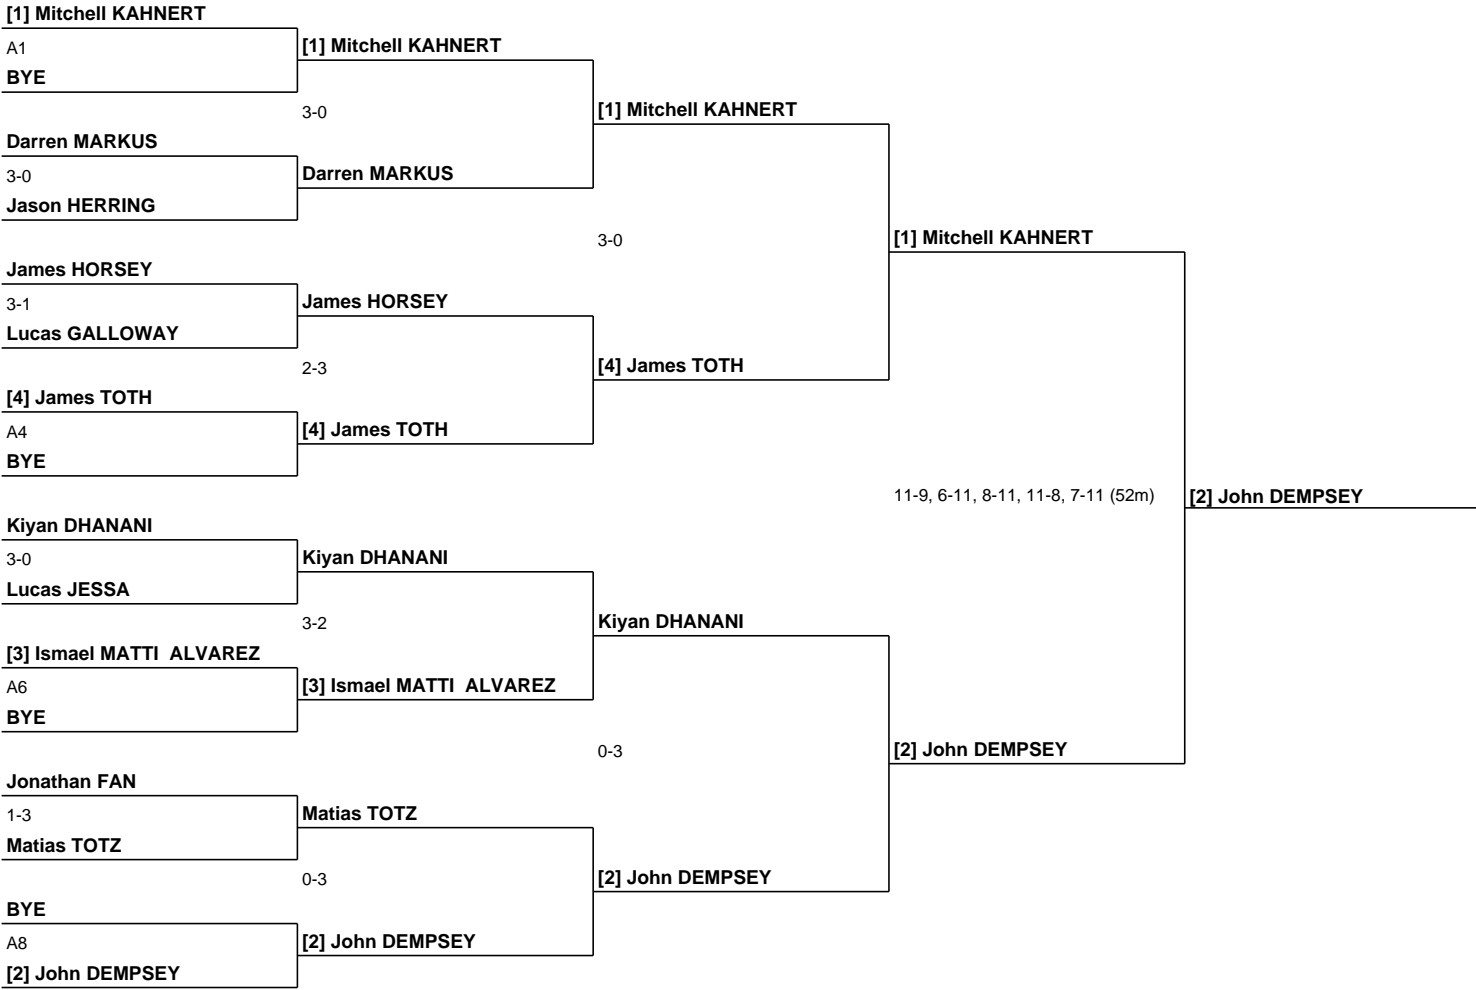 [1] Mitchell KAHNERT
A1
BYE
Darren MARKUS
3-0
Jason HERRING
James HORSEY
3-1
Lucas GALLOWAY
[4] James TOTH
A4
BYE
Kiyan DHANANI
3-0
Lucas JESSA
[3] Ismael MATTI  ALVAREZ
A6
BYE
Jonathan FAN
1-3
Matias TOTZ
BYE
A8
[2] John DEMPSEY
[1] Mitchell KAHNERT
3-0
Darren MARKUS
James HORSEY
2-3
[4] James TOTH
Kiyan DHANANI
3-2
[3] Ismael MATTI  ALVAREZ
Matias TOTZ
0-3
[2] John DEMPSEY
[1] Mitchell KAHNERT
3-0
[4] James TOTH
Kiyan DHANANI
0-3
[2] John DEMPSEY
[1] Mitchell KAHNERT
11-9, 6-11, 8-11, 11-8, 7-11 (52m)
[2] John DEMPSEY
[2] John DEMPSEY